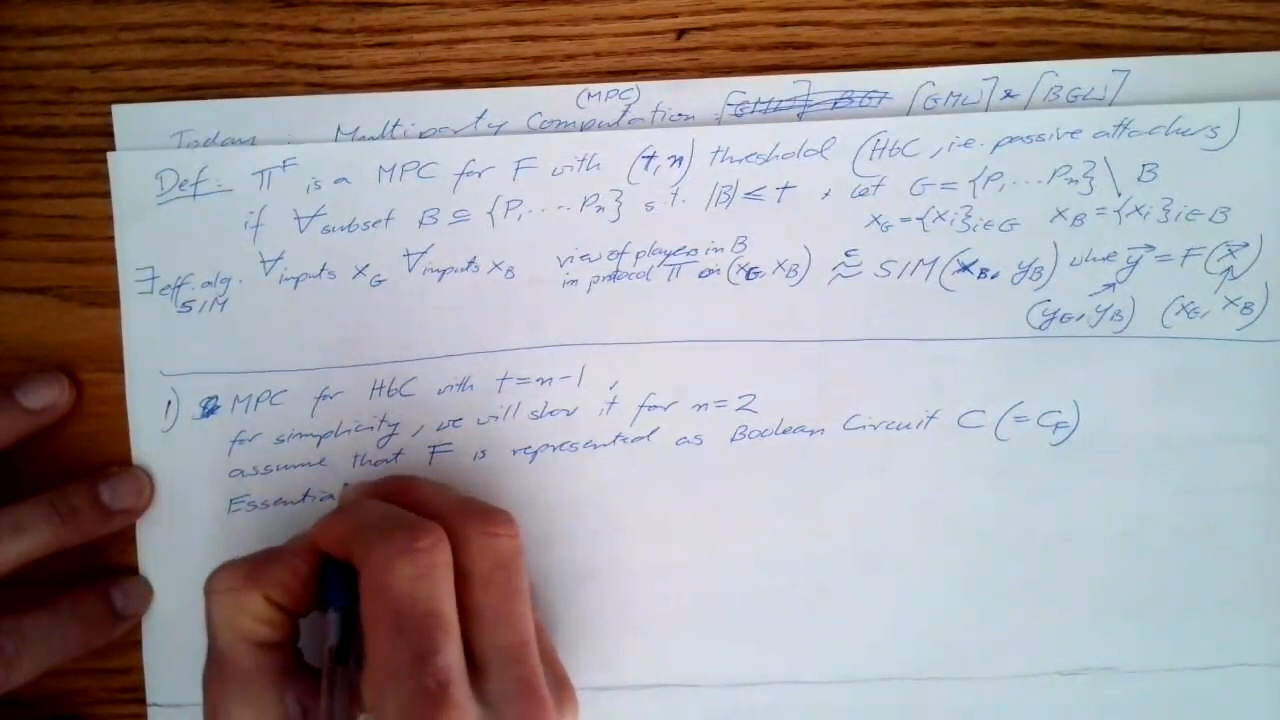 (MPC)
Today: Multiparty Computation [GMW] & [BGW]
Def: Π^F is a MPC for F with (t,n) threshold (HbC, i.e. passive attackers)
if ∀subset B ⊆ {P, .... Pn} s.t. |B| ≤ t, let G = {P, ... Pn} \ B
x_G = {xi}i∈G x_B = {xi}i∈B
∃ eff. alg. SIM ∀inputs x_G ∀inputs x_B view of players in B in protocol Π on (x_G, x_B) ≈^c SIM(x_B, y_B) where y⃗ = F(x⃗)
(y_G, y_B) (x_G, x_B)
1) MPC for HbC with t=n-1,
for simplicity, we will show it for n=2
assume that F is represented as Boolean Circuit C (=C_F)
Essential